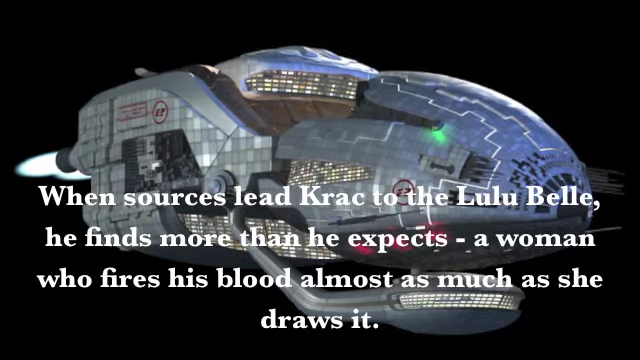 When sources lead Krac to the Lulu Belle,
he finds more than he expects - a woman
who fires his blood almost as much as she
draws it.